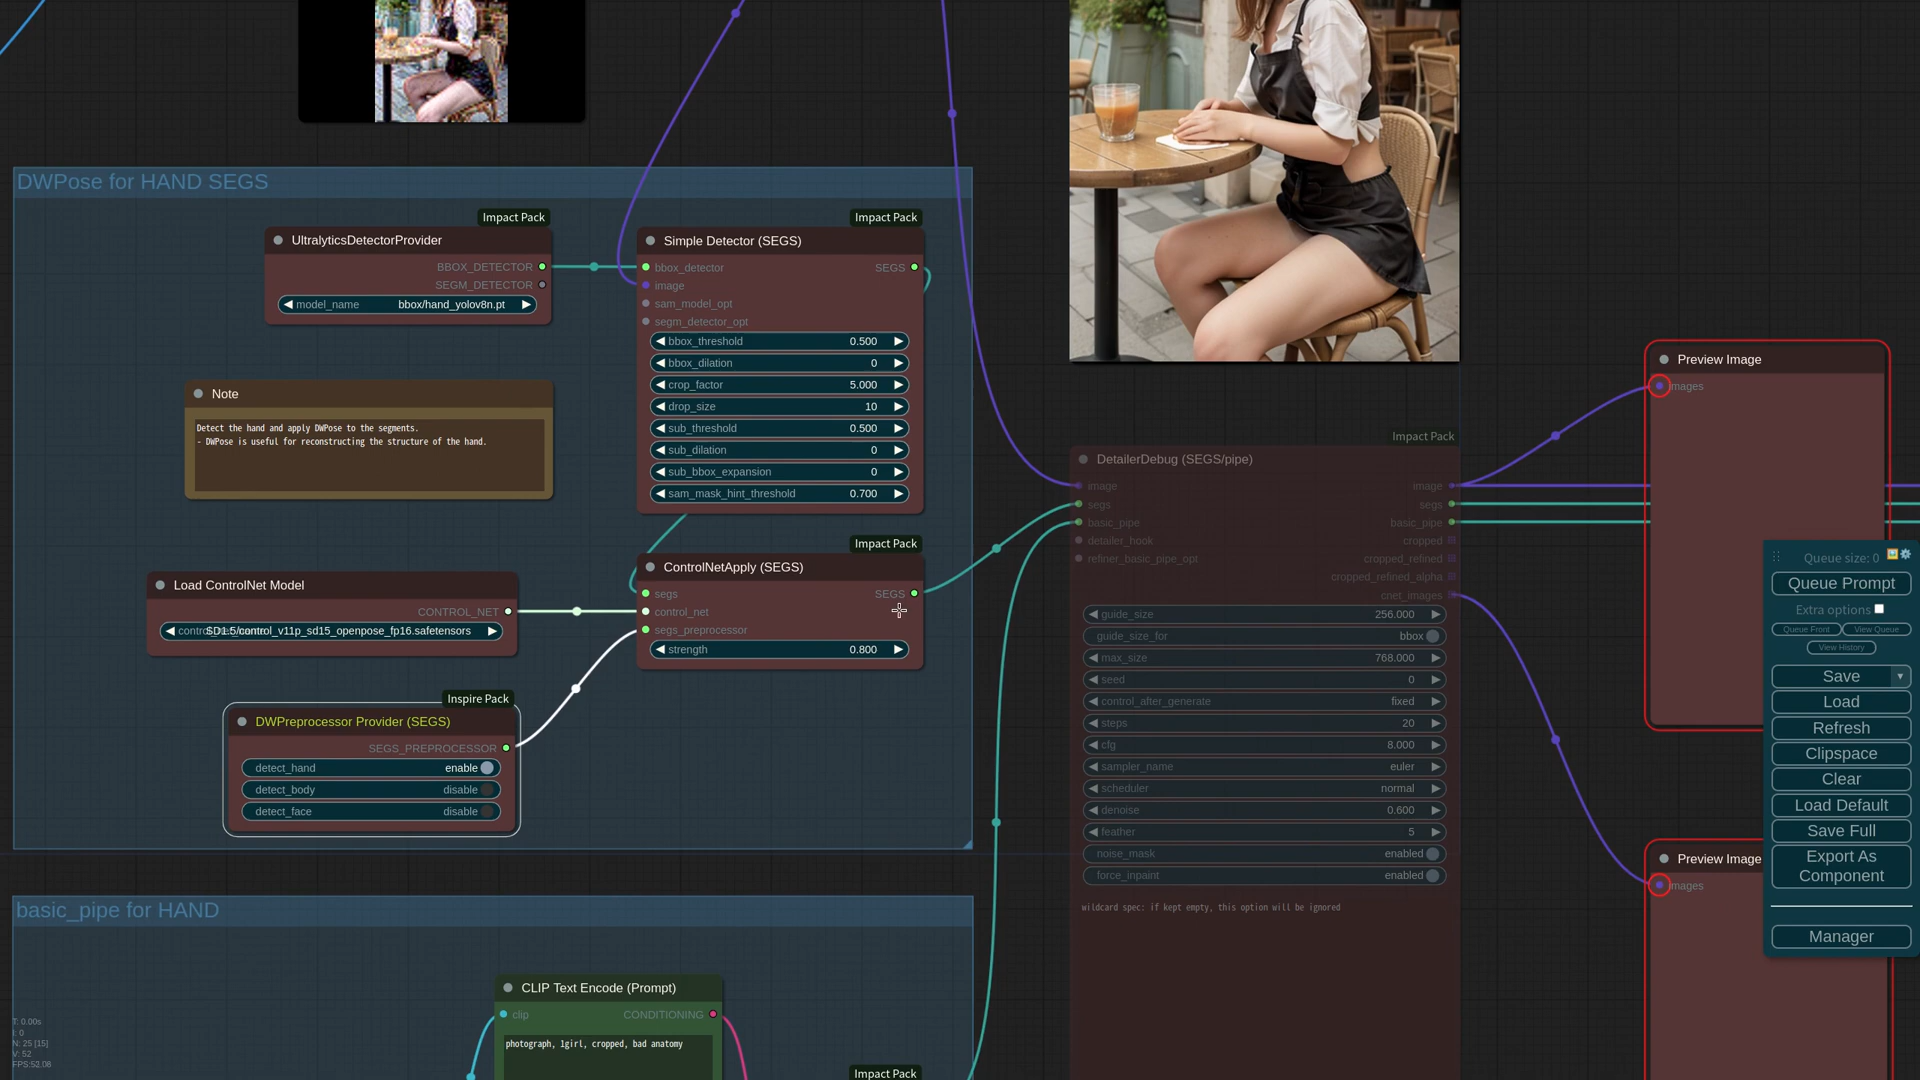 DWPose for HAND SEGS
Impact Pack
UltralyticsDetectorProvider
BBOX_DETECTOR
SEGM_DETECTOR
model_name bbox/hand_yolov8n.pt
Impact Pack
Simple Detector (SEGS)
bbox_detector SEGS
image
sam_model_opt
segm_detector_opt
bbox_threshold 0.500
bbox_dilation 0
crop_factor 5.000
drop_size 10
sub_threshold 0.500
sub_dilation 0
sub_bbox_expansion 0
sam_mask_hint_threshold 0.700
Note
Detect the hand and apply DWPose to the segments.
- DWPose is useful for reconstructing the structure of the hand.
Load ControlNet Model
CONTROL_NET
SD1.5/control_v11p_sd15_openpose_fp16.safetensors
Impact Pack
ControlNetApply (SEGS)
segs SEGS
control_net
segs_preprocessor
strength 0.800
Inspire Pack
DWPreprocessor Provider (SEGS)
SEGS_PREPROCESSOR
detect_hand enable
detect_body disable
detect_face disable
basic_pipe for HAND
CLIP Text Encode (Prompt)
clip CONDITIONING
photograph, 1girl, cropped, bad anatomy
Impact Pack
T: 0.00s
I: 0
N: 25 [15]
V: 52
FPS:52.08
Impact Pack
DetailerDebug (SEGS/pipe)
image image
segs segs
basic_pipe basic_pipe
detailer_hook cropped
refiner_basic_pipe_opt cropped_refined
cropped_refined_alpha
cnet_images
guide_size 256.000
guide_size_for bbox
max_size 768.000
seed 0
control_after_generate fixed
steps 20
cfg 8.000
sampler_name euler
scheduler normal
denoise 0.600
feather 5
noise_mask enabled
force_inpaint enabled
wildcard spec: if kept empty, this option will be ignored
Preview Image
images
Preview Image
images
Queue size: 0
Queue Prompt
Extra options
Queue Front View Queue
View History
Save
Load
Refresh
Clipspace
Clear
Load Default
Save Full
Export As
Component
Manager